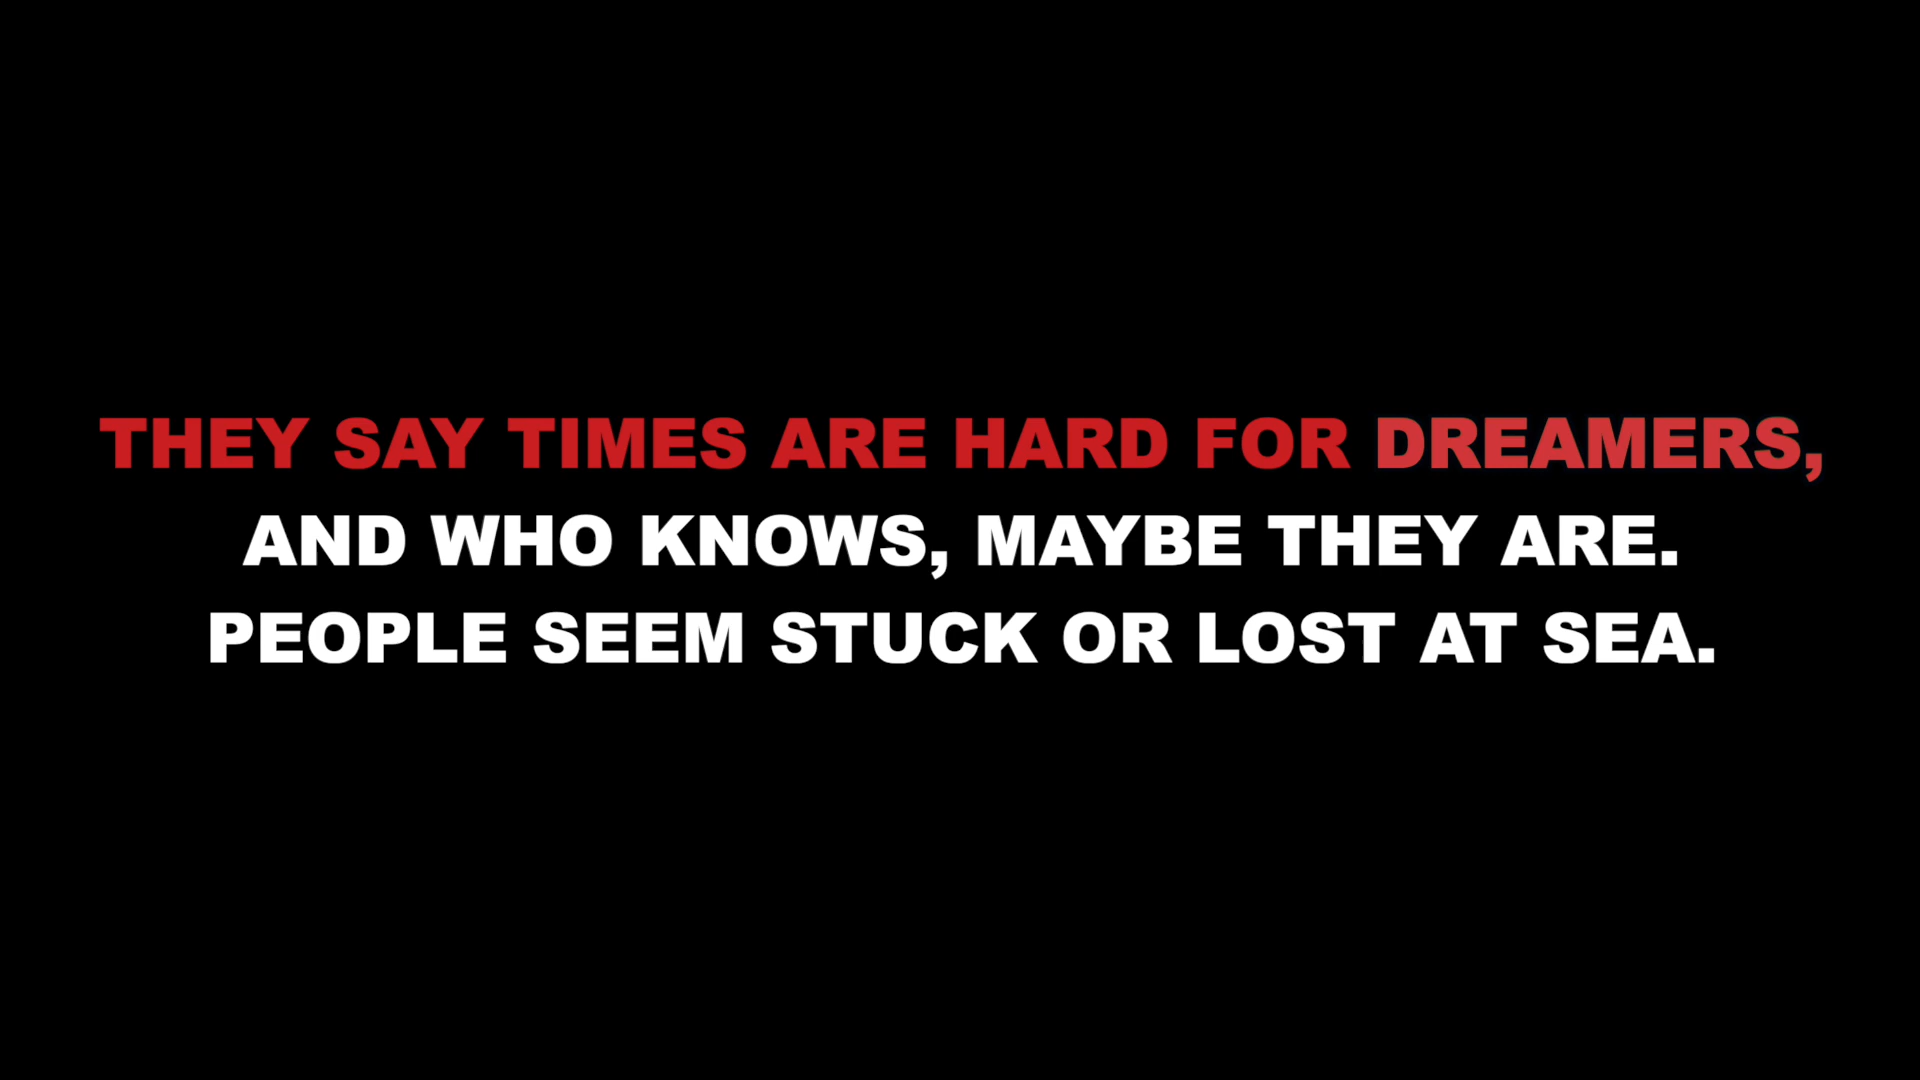 THEY SAY TIMES ARE HARD FOR DREAMERS,
AND WHO KNOWS, MAYBE THEY ARE.
PEOPLE SEEM STUCK OR LOST AT SEA.